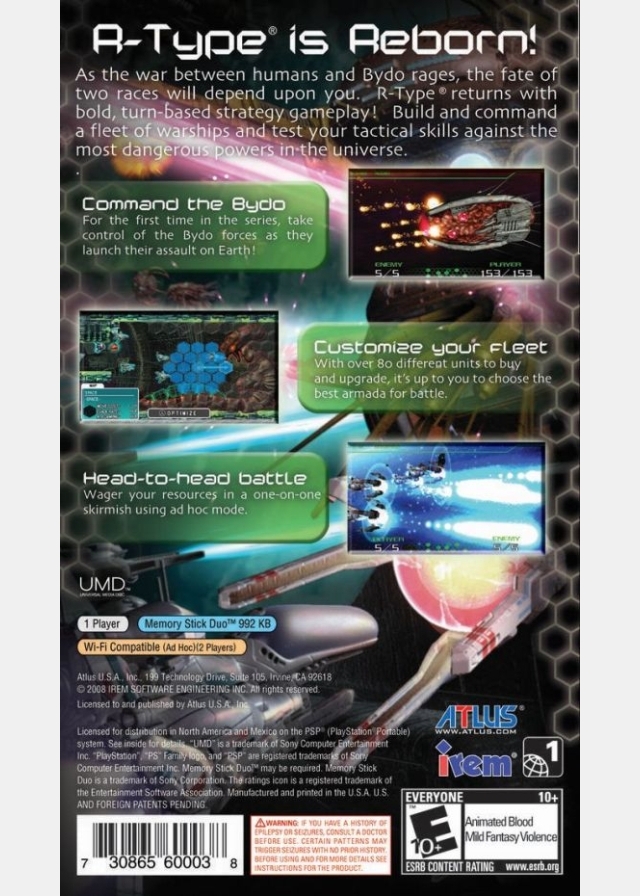 R-Type® is Reborn!
As the war between humans and Bydo rages, the fate of
two races will depend upon you. R-Type® returns with
bold, turn-based strategy gameplay! Build and command
a fleet of warships and test your tactical skills against the
most dangerous powers in the universe.
Command the Bydo
For the first time in the series, take
control of the Bydo forces as they
launch their assault on Earth!
ENEMY PLAYER
5/5 153/153
Customize your fleet
With over 80 different units to buy
and upgrade, it's up to you to choose the
best armada for battle.
OPTIMIZE
Head-to-head battle
Wager your resources in a one-on-one
skirmish using ad hoc mode.
PLAYER ENEMY
5/5 5/5
UMD™
UNIVERSAL MEDIA DISC
1 Player
Memory Stick Duo™ 992 KB
Wi-Fi Compatible (Ad Hoc)(2 Players)
Atlus U.S.A., Inc., 199 Technology Drive, Suite 105, Irvine, CA 92618
© 2008 IREM SOFTWARE ENGINEERING INC. All rights reserved.
Licensed to and published by Atlus U.S.A., Inc.
Licensed for distribution in North America and Mexico on the PSP® (PlayStation®Portable)
system. See inside for details. "UMD" is a trademark of Sony Computer Entertainment
Inc. "PlayStation", "PS" Family logo, and "PSP" are registered trademarks of Sony
Computer Entertainment Inc. Memory Stick Duo™ may be required. Memory Stick
Duo is a trademark of Sony Corporation. The ratings icon is a registered trademark of
the Entertainment Software Association. Manufactured and printed in the U.S.A. U.S.
AND FOREIGN PATENTS PENDING.
ATLUS®
WWW.ATLUS.COM
irem®
1
7 30865 60003 8
WARNING: IF YOU HAVE A HISTORY OF
EPILEPSY OR SEIZURES, CONSULT A DOCTOR
BEFORE USE. CERTAIN PATTERNS MAY
TRIGGER SEIZURES WITH NO PRIOR HISTORY.
BEFORE USING AND FOR MORE DETAILS SEE
INSTRUCTIONS FOR THE PRODUCT.
EVERYONE 10+
E
10+
Animated Blood
Mild Fantasy Violence
ESRB CONTENT RATING www.esrb.org